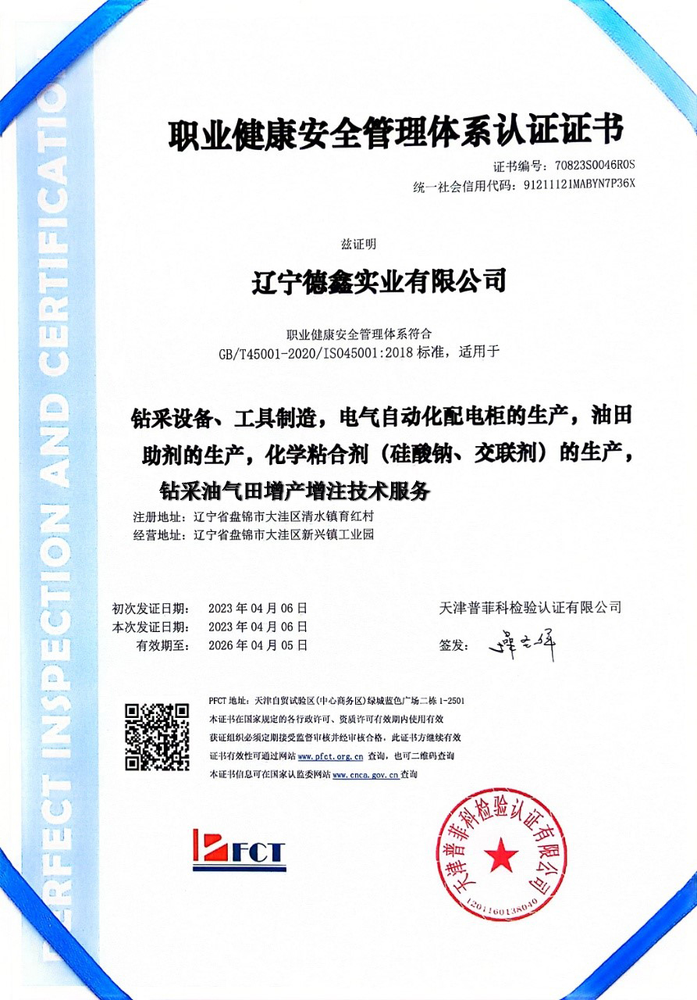 职业健康安全管理体系认证证书
证书编号：70823S0046R0S
统一社会信用代码：91211121MABYN7P36X
兹证明
辽宁德鑫实业有限公司
职业健康安全管理体系符合
GB/T45001-2020/ISO45001:2018 标准，适用于
钻采设备、工具制造，电气自动化配电柜的生产，油田
助剂的生产，化学粘合剂（硅酸钠、交联剂）的生产，
钻采油气田增产增注技术服务
注册地址：辽宁省盘锦市大洼区清水镇育红村
经营地址：辽宁省盘锦市大洼区新兴镇工业园
初次发证日期： 2023 年 04 月 06 日
本次发证日期： 2023 年 04 月 06 日
有效期至： 2026 年 04 月 05 日
天津普菲科检验认证有限公司
签发：
PFCT 地址：天津自贸试验区(中心商务区)绿城蓝色广场二栋 1-2501
本证书在国家规定的各行政许可、资质许可有效期内使用有效
获证组织必须定期接受监督审核并经审核合格，此证书方继续有效
证书有效性可通过网站 www.pfct.org.cn 查询，也可二维码查询
本证书信息可在国家认监委网站 www.cnca.gov.cn 查询
PFCT
天津普菲科检验认证有限公司
1201160138040
ERFECT INSPECTION AND CERTIFICATIO